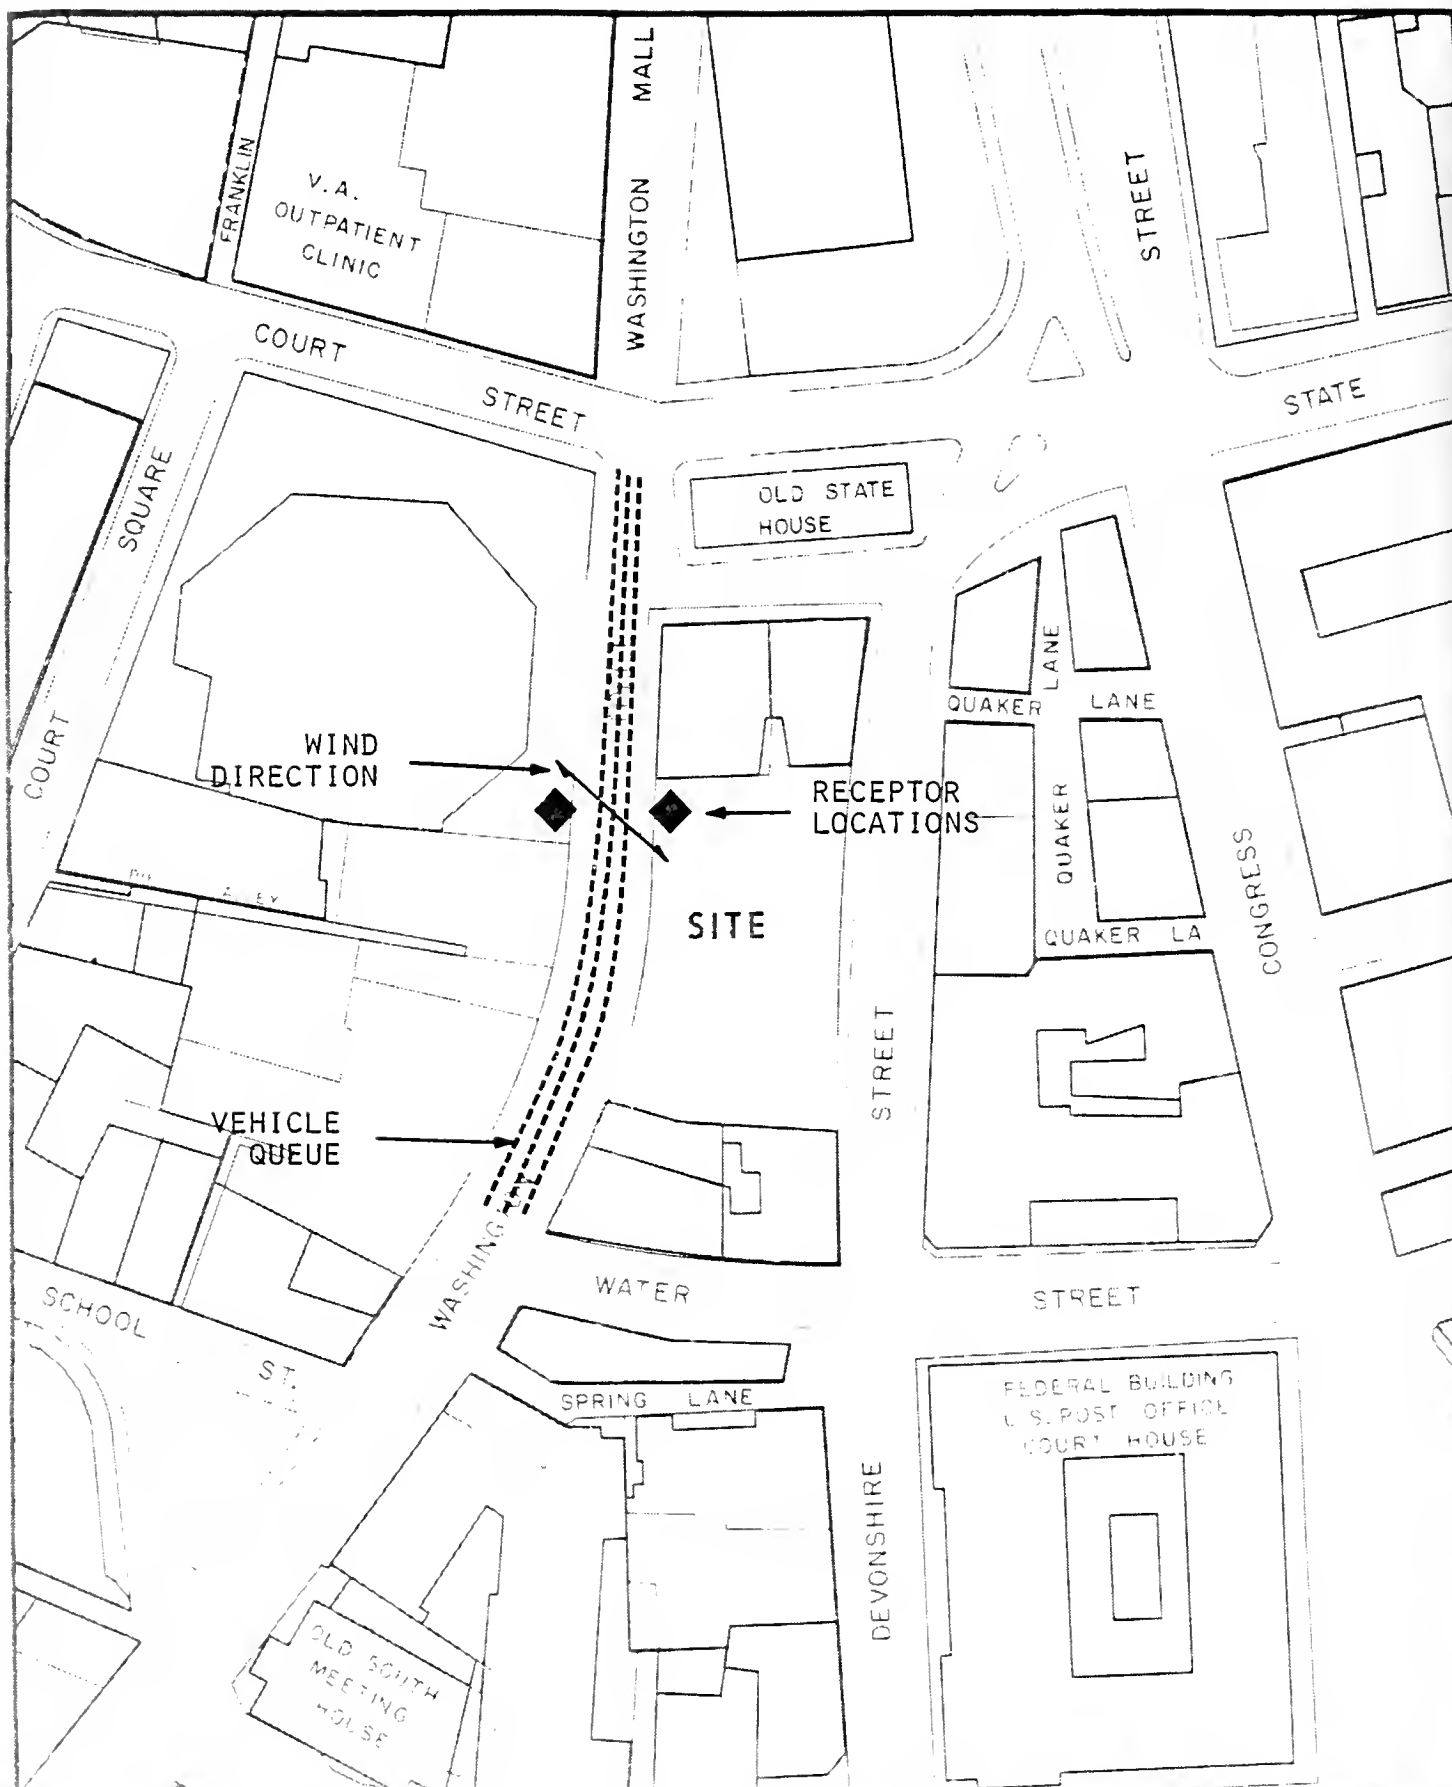 MALL
WASHINGTON
FRANKLIN
V.A.
OUTPATIENT
CLINIC
STREET
COURT
STREET
STATE
SQUARE
OLD STATE
HOUSE
LANE
QUAKER
LANE
COURT
WIND
DIRECTION
RECEPTOR
LOCATIONS
QUAKER
CONGRESS
SITE
QUAKER LA
STREET
VEHICLE
QUEUE
WATER
STREET
SCHOOL
ST.
SPRING LANE
FEDERAL BUILDING
U.S. POST OFFICE
COURT HOUSE
DEVONSHIRE
OLD SOUTH
MEETING
HOUSE